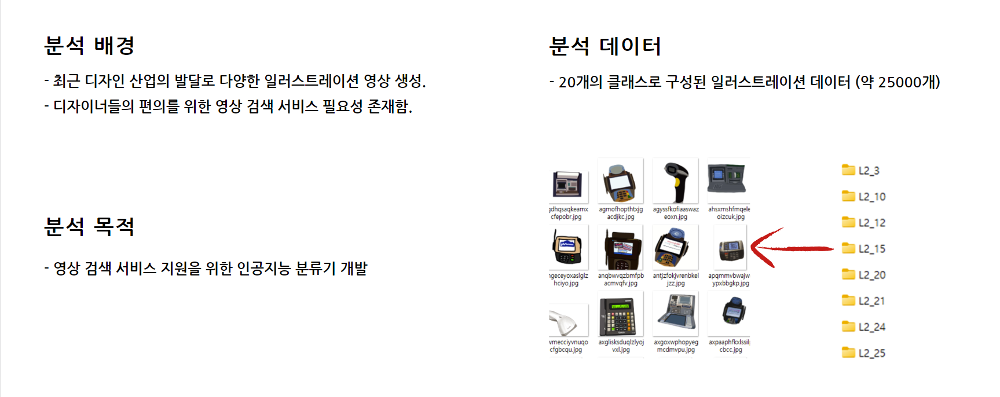 분석 배경
- 최근 디자인 산업의 발달로 다양한 일러스트레이션 영상 생성.
- 디자이너들의 편의를 위한 영상 검색 서비스 필요성 존재함.
분석 목적
- 영상 검색 서비스 지원을 위한 인공지능 분류기 개발
분석 데이터
- 20개의 클래스로 구성된 일러스트레이션 데이터 (약 25000개)
gdhqsaqkeamx
cfepobr.jpg
agmofhopthtxjg
acdjkc.jpg
agyssfkofiaaswaz
eoxn.jpg
ahsxmshfmqele
oizcuk.jpg
ngeceyoxaslglz
hciyo.jpg
anqbwvqzbmfpb
acmvqfv.jpg
antjzfokjvrenbkel
jzz.jpg
apqmmvbwajw
ypxbbgkp.jpg
wmecciyvnuqo
cfgbcqu.jpg
axglisksduqlzlyoj
vxl.jpg
axgoxwphopyeg
mcdmvpu.jpg
axpaaphfkxlssilp
cbcc.jpg
L2_3
L2_10
L2_12
L2_15
L2_20
L2_21
L2_24
L2_25